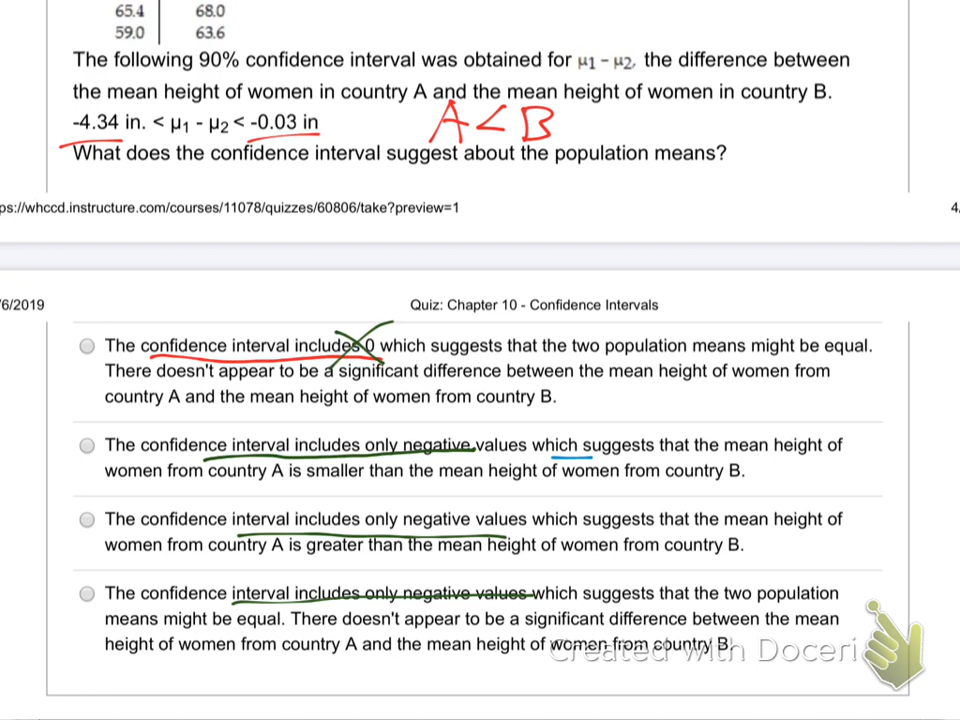 65.4 68.0
59.0 63.6
The following 90% confidence interval was obtained for μ1 - μ2, the difference between
the mean height of women in country A and the mean height of women in country B.
-4.34 in. < μ1 - μ2 < -0.03 in
A < B
What does the confidence interval suggest about the population means?
ps://whccd.instructure.com/courses/11078/quizzes/60806/take?preview=1 4/
/6/2019 Quiz: Chapter 10 - Confidence Intervals
The confidence interval includes 0 which suggests that the two population means might be equal.
There doesn't appear to be a significant difference between the mean height of women from
country A and the mean height of women from country B.
The confidence interval includes only negative values which suggests that the mean height of
women from country A is smaller than the mean height of women from country B.
The confidence interval includes only negative values which suggests that the mean height of
women from country A is greater than the mean height of women from country B.
The confidence interval includes only negative values which suggests that the two population
means might be equal. There doesn't appear to be a significant difference between the mean
height of women from country A and the mean height of women from country B.
Created with Doceri